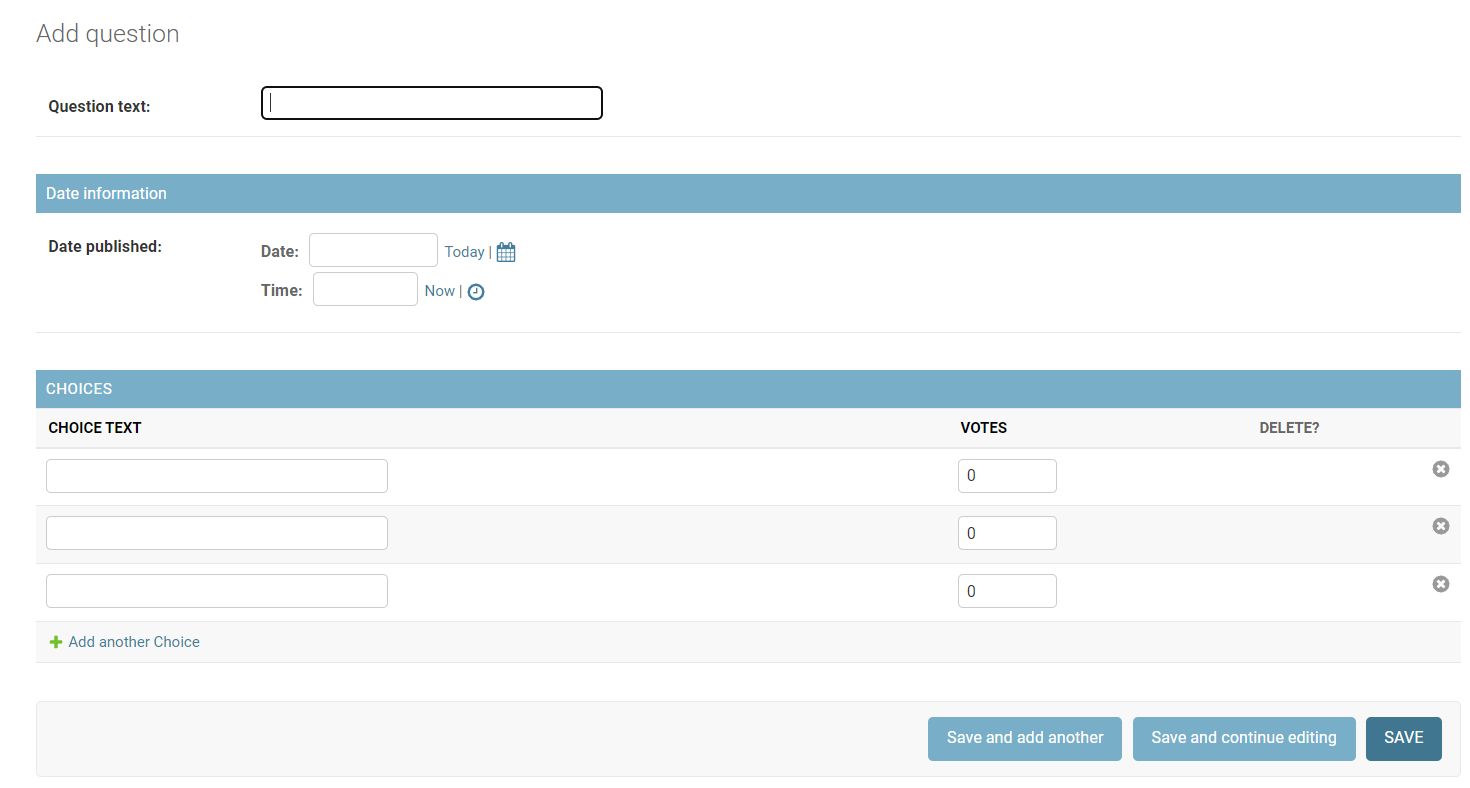 Add question
Question text:
Date information
Date published:
Date: Today |
Time: Now |
CHOICES
CHOICE TEXT VOTES DELETE?
0
0
0
Add another Choice
Save and add another Save and continue editing SAVE